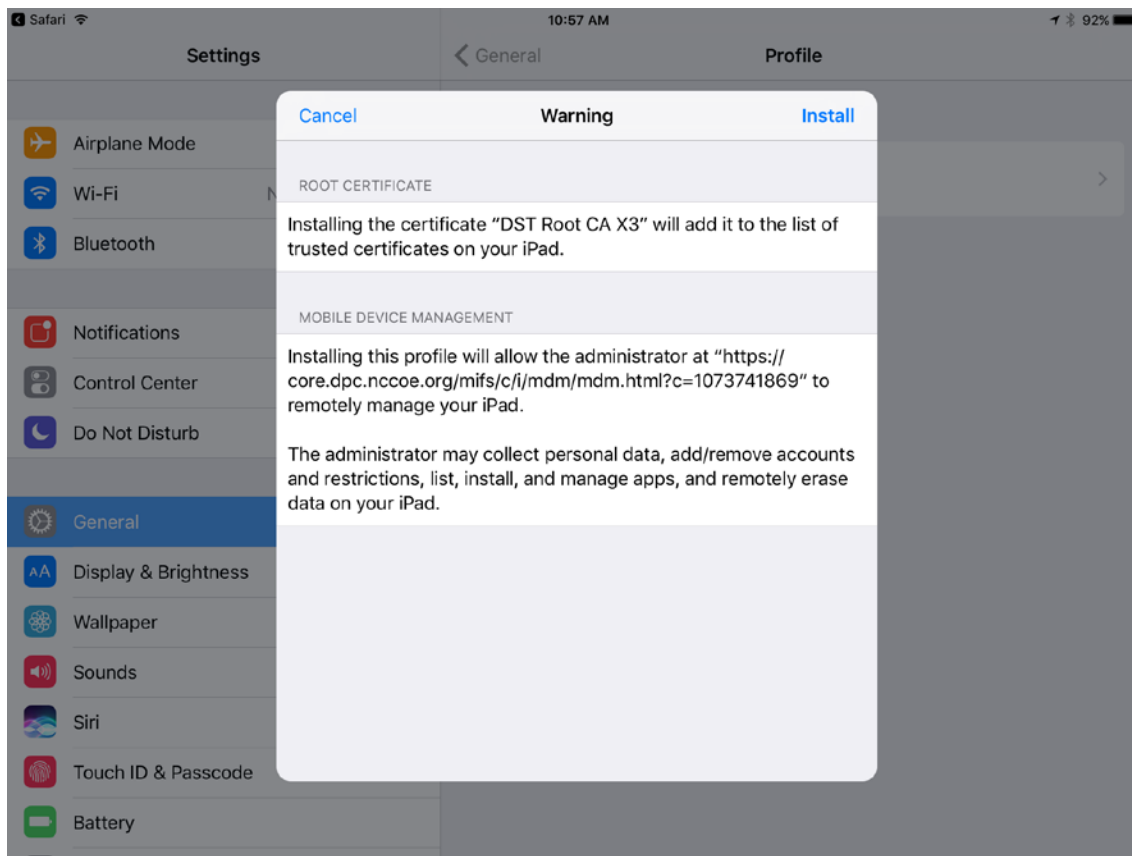 Safari
10:57 AM
92%
Settings
General
Profile
Cancel
Warning
Install
Airplane Mode
Wi-Fi
N
Bluetooth
Notifications
Control Center
Do Not Disturb
General
AA
Display & Brightness
Wallpaper
Sounds
Siri
Touch ID & Passcode
Battery
ROOT CERTIFICATE
Installing the certificate “DST Root CA X3” will add it to the list of
trusted certificates on your iPad.
MOBILE DEVICE MANAGEMENT
Installing this profile will allow the administrator at “https://
core.dpc.nccoe.org/mifs/c/i/mdm/mdm.html?c=1073741869” to
remotely manage your iPad.
The administrator may collect personal data, add/remove accounts
and restrictions, list, install, and manage apps, and remotely erase
data on your iPad.